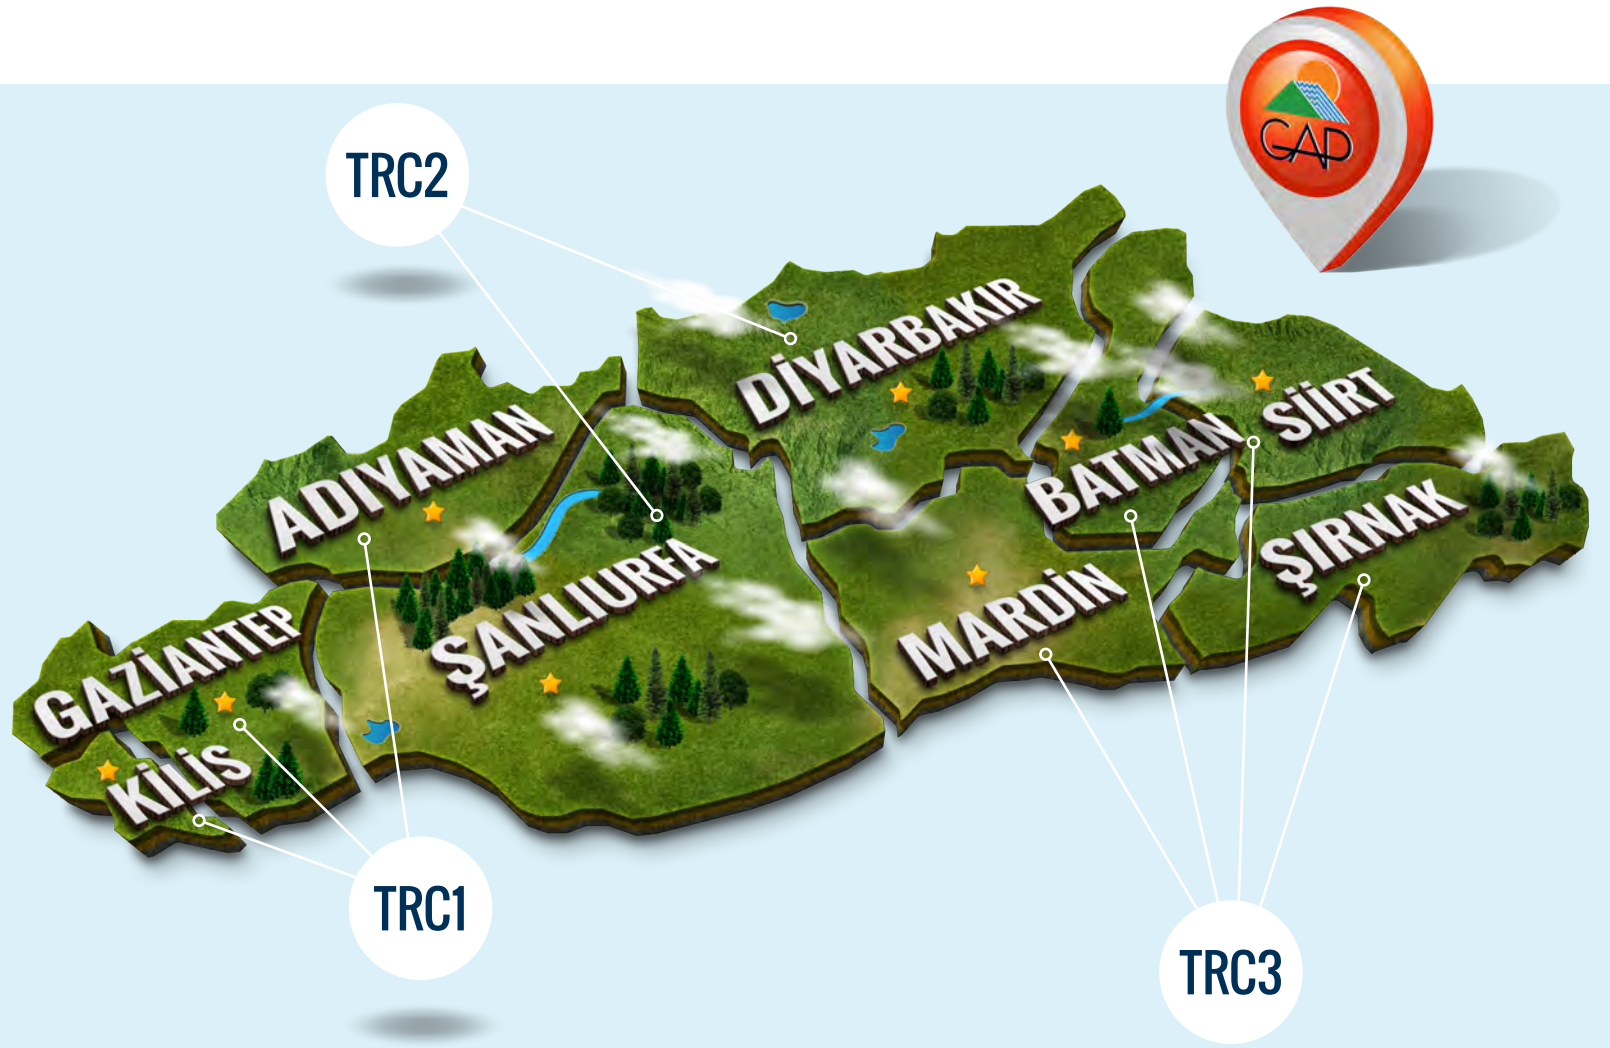 GAP
TRC2
DİYARBAKIR
SİİRT
ADIYAMAN
BATMAN
ŞIRNAK
ŞANLIURFA
MARDİN
GAZİANTEP
KİLİS
TRC1
TRC3